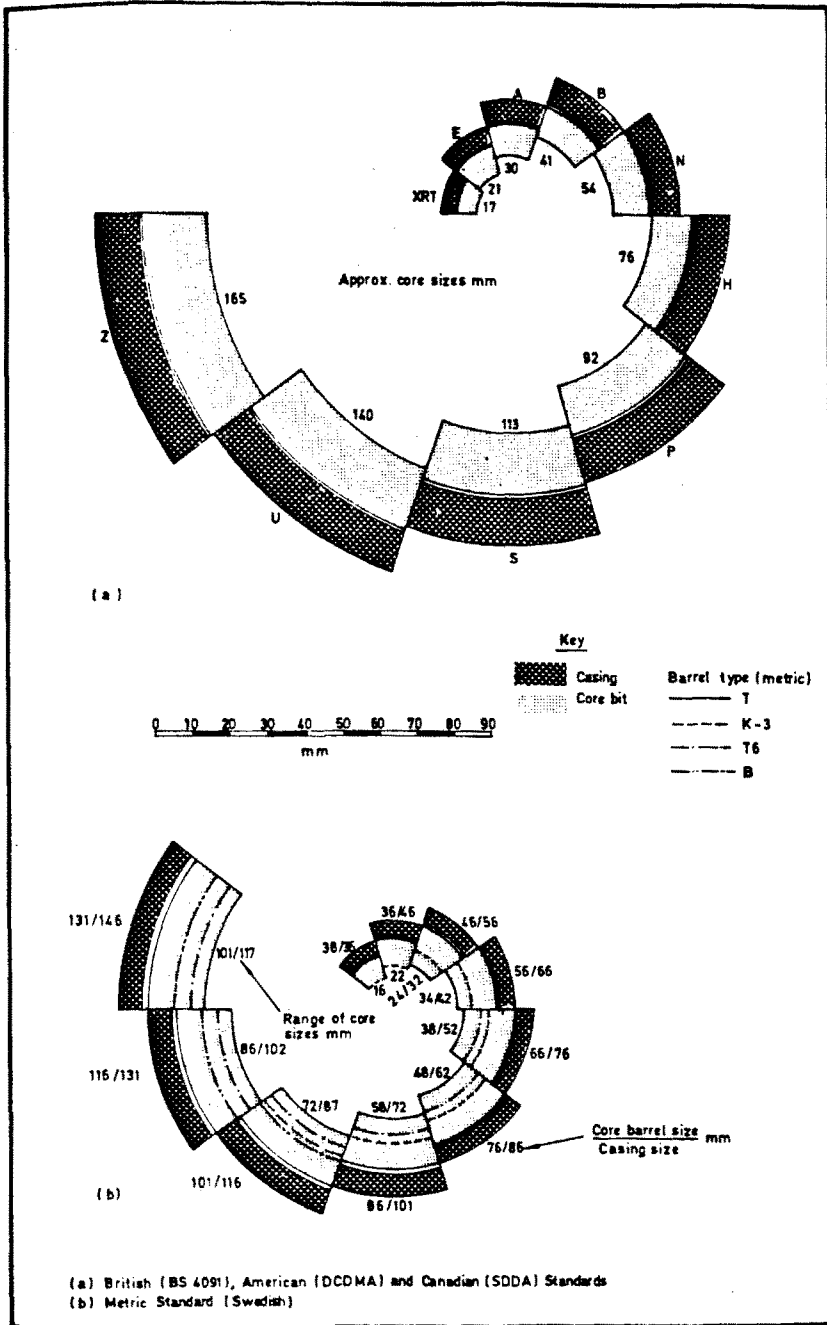 A
B
E
N
30
41
21
54
XRT
17
76
H
Approx. core sizes mm
165
Z
92
140
113
P
U
S
(a)
Key
Casing
Core bit
Barrel type (metric)
T
K-3
T6
B
0 10 20 30 40 50 60 70 80 90
mm
36/46
46/56
131/146
56/66
101/117
22
16
24/32
34/42
Range of core
sizes mm
38/52
86/102
66/76
48/62
116/131
72/87
58/72
Core barrel size
Casing size
mm
76/86
101/116
(b)
86/101
(a) British (BS 4091), American (DCDMA) and Canadian (SDDA) Standards
(b) Metric Standard (Swedish)